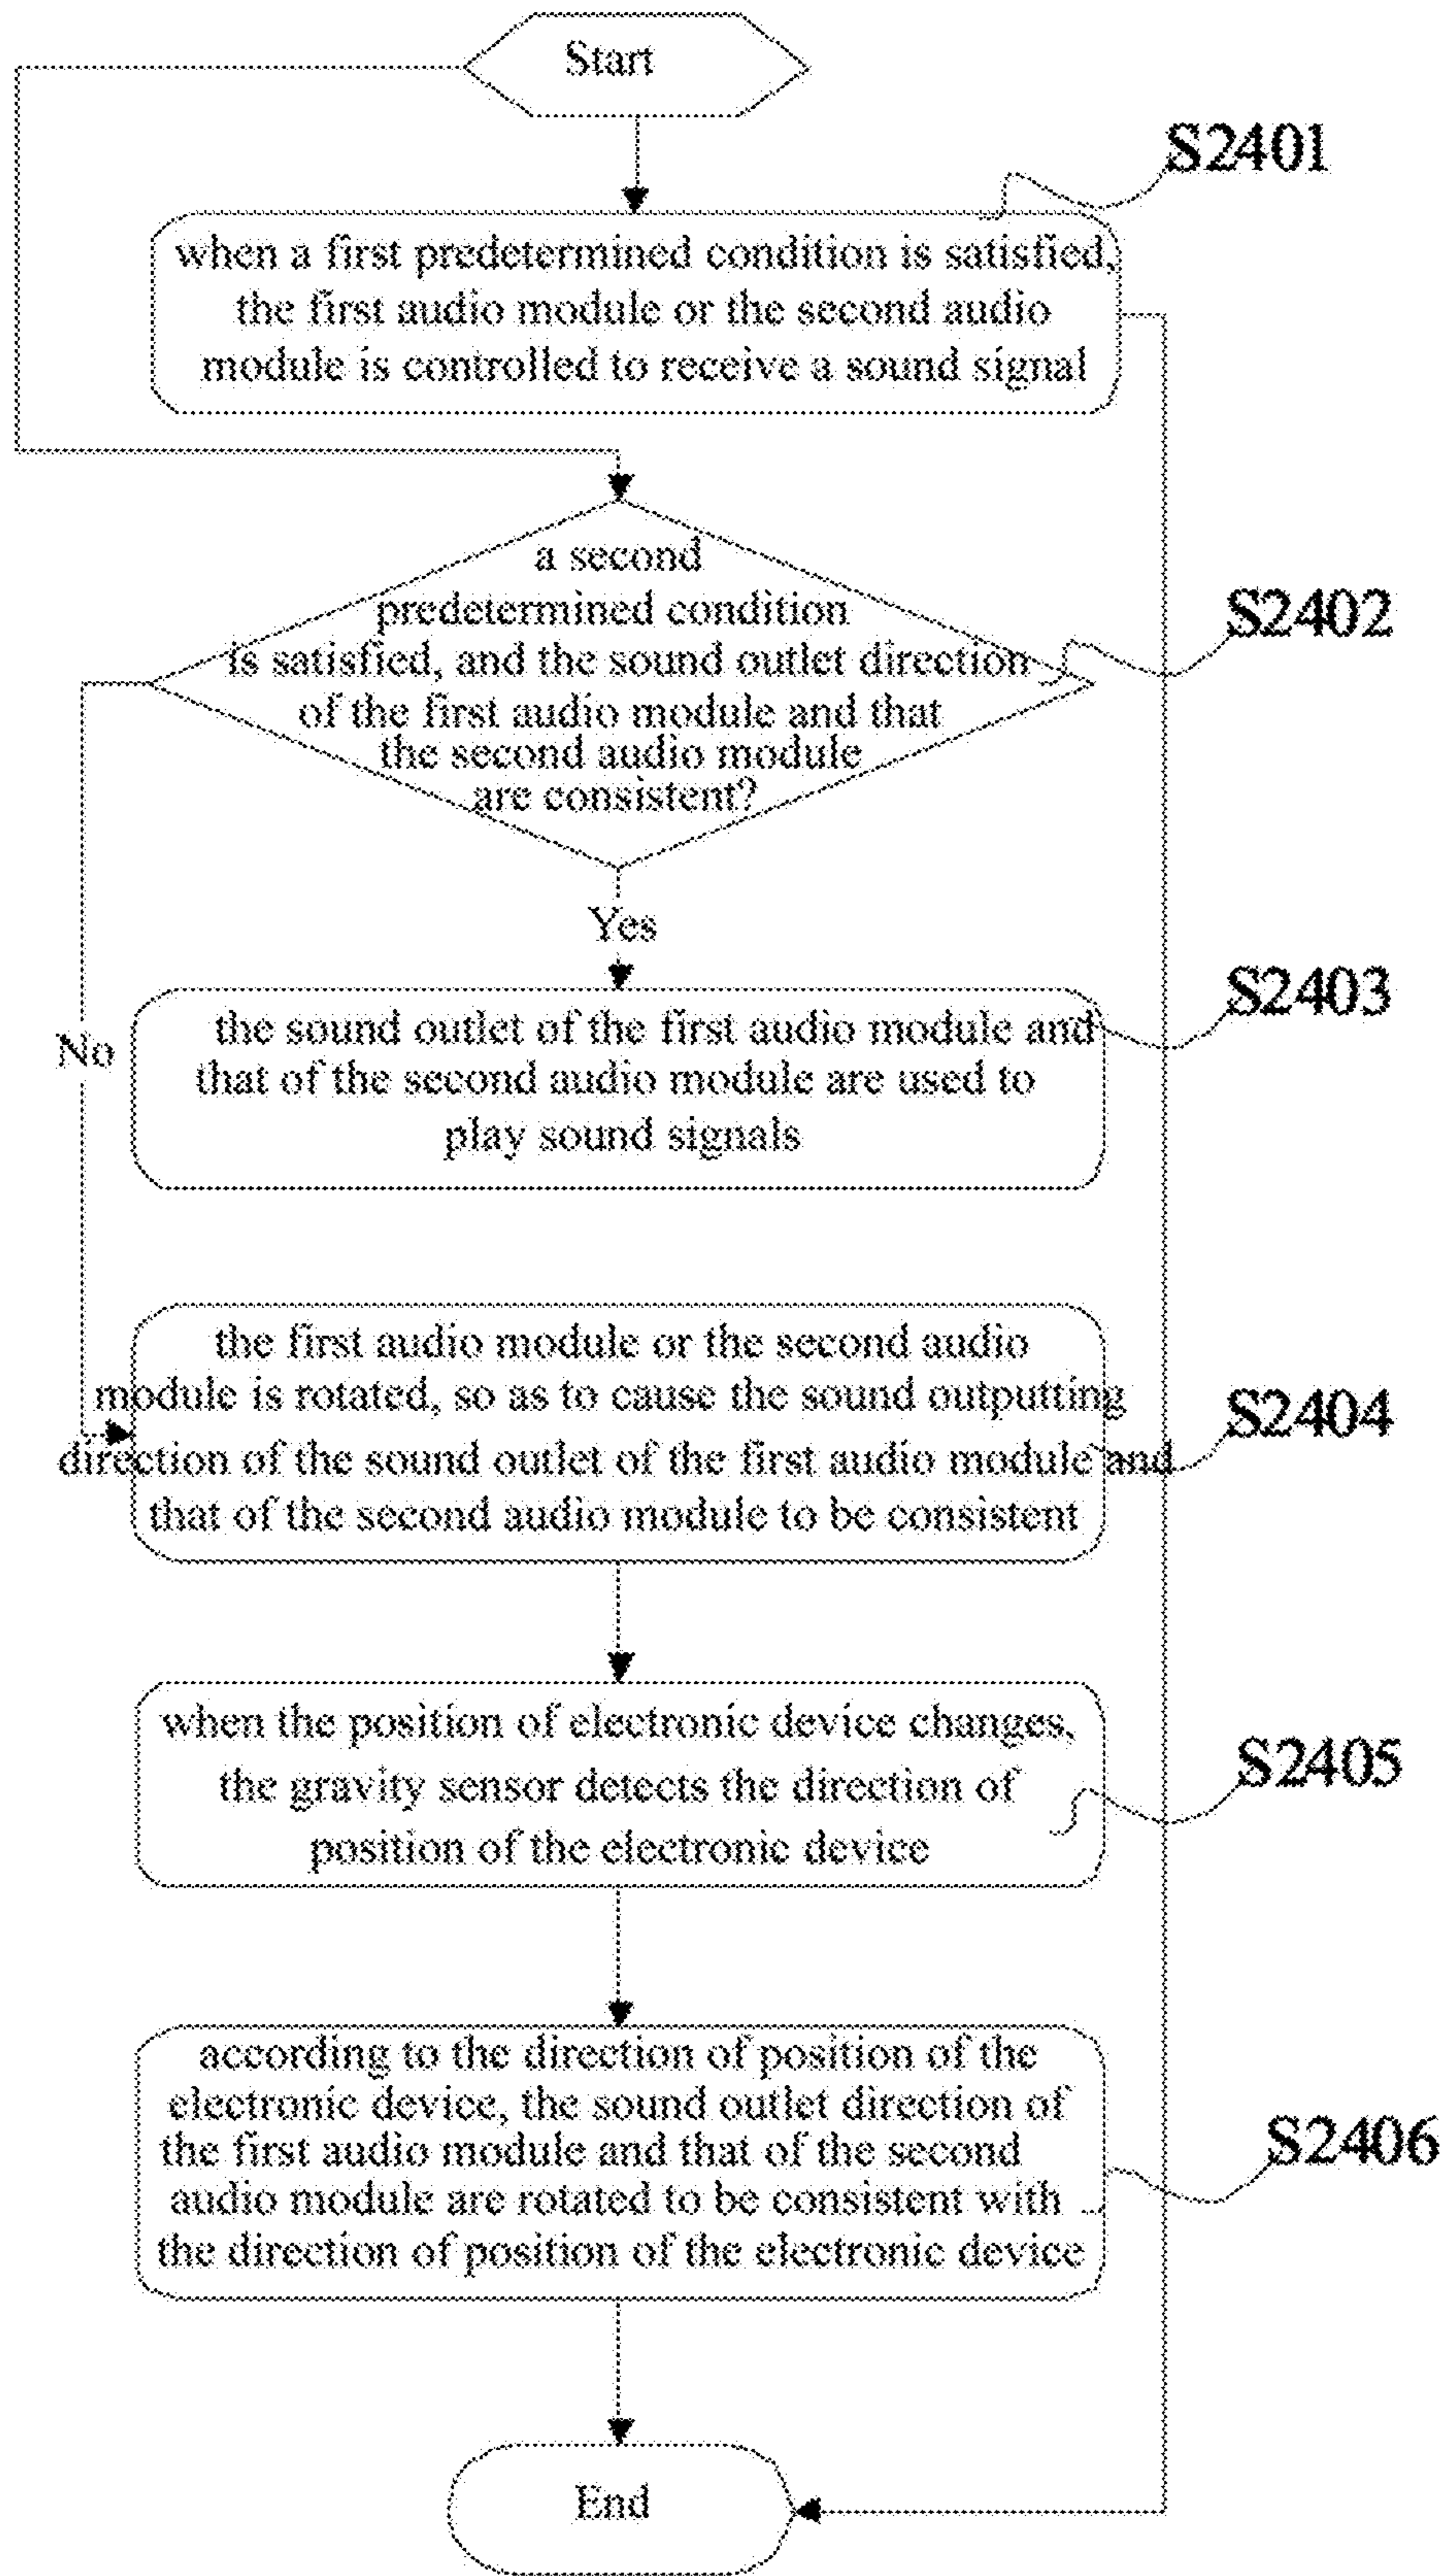 Start
S2401
when a first predetermined condition is satisfied,
the first audio module or the second audio
module is controlled to receive a sound signal
a second
predetermined condition
is satisfied, and the sound outlet direction
of the first audio module and that
the second audio module
are consistent?
S2402
Yes
No
S2403
the sound outlet of the first audio module and
that of the second audio module are used to
play sound signals
the first audio module or the second audio
module is rotated, so as to cause the sound outputting
direction of the sound outlet of the first audio module and
that of the second audio module to be consistent
S2404
when the position of electronic device changes,
the gravity sensor detects the direction of
position of the electronic device
S2405
according to the direction of position of the
electronic device, the sound outlet direction of
the first audio module and that of the second
audio module are rotated to be consistent with
the direction of position of the electronic device
S2406
End